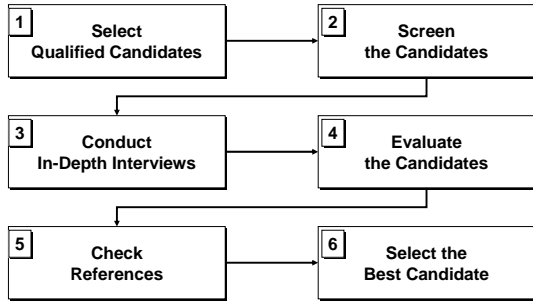 1
Select
Qualified Candidates
2
Screen
the Candidates
3
Conduct
In-Depth Interviews
4
Evaluate
the Candidates
5
Check
References
6
Select the
Best Candidate